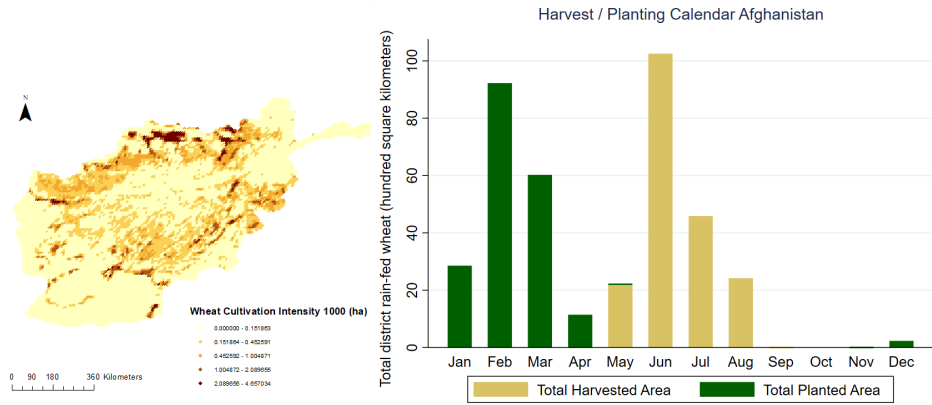 N
Wheat Cultivation Intensity 1000 (ha)
0.000000 - 0.151863
0.151864 - 0.452591
0.452592 - 1.004871
1.004872 - 2.089655
2.089656 - 4.657034
0 90 180 360 Kilometers
Harvest / Planting Calendar Afghanistan
Total district rain-fed wheat (hundred square kilometers)
100
80
60
40
20
0
Jan Feb Mar Apr May Jun Jul Aug Sep Oct Nov Dec
Total Harvested Area Total Planted Area